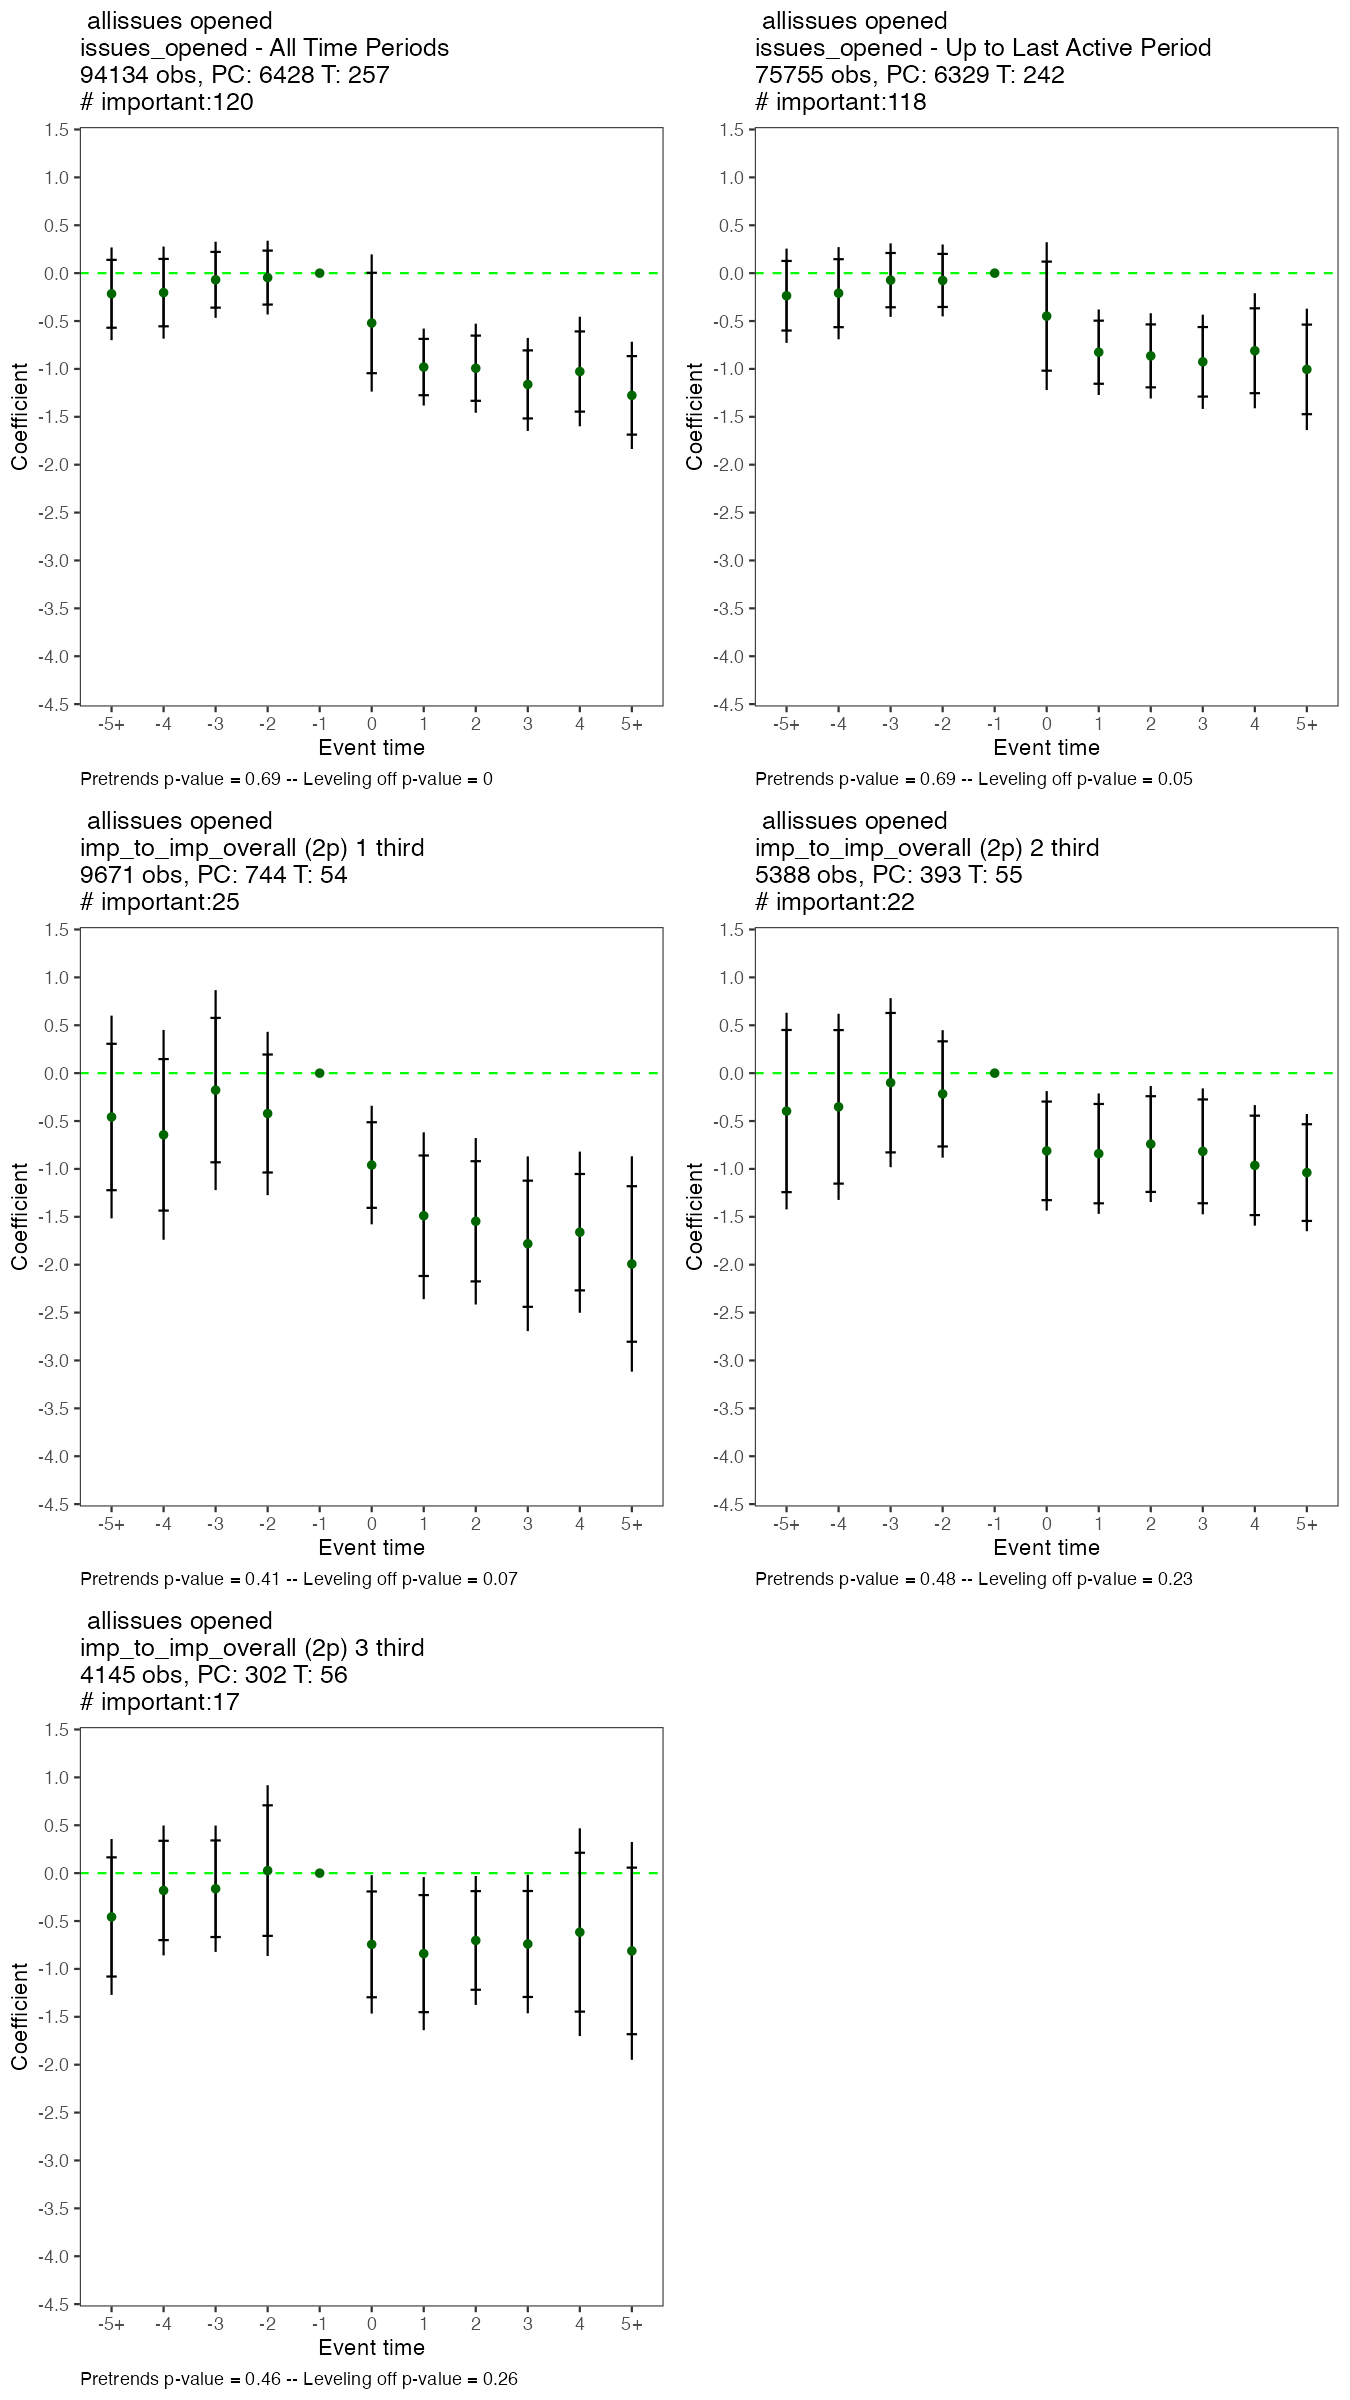 allissues opened
issues_opened - All Time Periods
94134 obs, PC: 6428 T: 257
# important:120
1.5
1.0
0.5
0.0
-0.5
-1.0
-1.5
-2.0
-2.5
-3.0
-3.5
-4.0
-4.5
Coefficient
-5+ -4 -3 -2 -1 0 1 2 3 4 5+
Event time
Pretrends p-value = 0.69 -- Leveling off p-value = 0
allissues opened
issues_opened - Up to Last Active Period
75755 obs, PC: 6329 T: 242
# important:118
1.5
1.0
0.5
0.0
-0.5
-1.0
-1.5
-2.0
-2.5
-3.0
-3.5
-4.0
-4.5
Coefficient
-5+ -4 -3 -2 -1 0 1 2 3 4 5+
Event time
Pretrends p-value = 0.69 -- Leveling off p-value = 0.05
allissues opened
imp_to_imp_overall (2p) 1 third
9671 obs, PC: 744 T: 54
# important:25
1.5
1.0
0.5
0.0
-0.5
-1.0
-1.5
-2.0
-2.5
-3.0
-3.5
-4.0
-4.5
Coefficient
-5+ -4 -3 -2 -1 0 1 2 3 4 5+
Event time
Pretrends p-value = 0.41 -- Leveling off p-value = 0.07
allissues opened
imp_to_imp_overall (2p) 2 third
5388 obs, PC: 393 T: 55
# important:22
1.5
1.0
0.5
0.0
-0.5
-1.0
-1.5
-2.0
-2.5
-3.0
-3.5
-4.0
-4.5
Coefficient
-5+ -4 -3 -2 -1 0 1 2 3 4 5+
Event time
Pretrends p-value = 0.48 -- Leveling off p-value = 0.23
allissues opened
imp_to_imp_overall (2p) 3 third
4145 obs, PC: 302 T: 56
# important:17
1.5
1.0
0.5
0.0
-0.5
-1.0
-1.5
-2.0
-2.5
-3.0
-3.5
-4.0
-4.5
Coefficient
-5+ -4 -3 -2 -1 0 1 2 3 4 5+
Event time
Pretrends p-value = 0.46 -- Leveling off p-value = 0.26